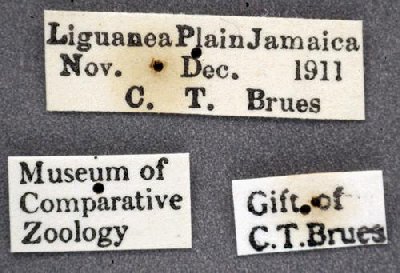 Liguanea Plain Jamaica
Nov. Dec. 1911
C. T. Brues
Museum of
Comparative
Zoology
Gift of
C.T.Brues